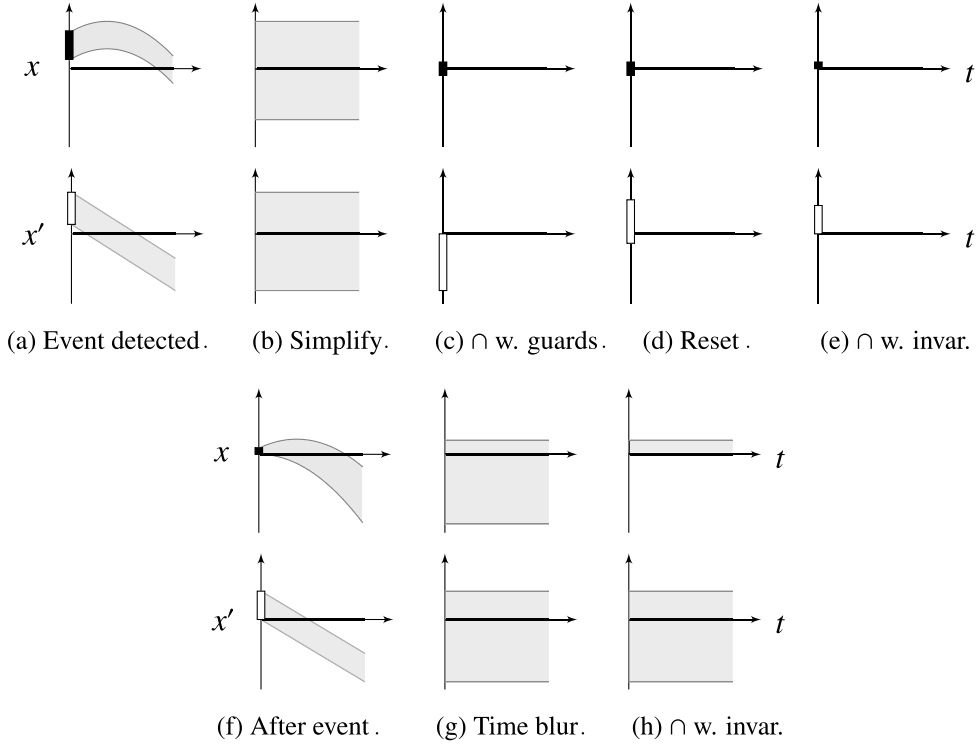 x t
x′ t
(a) Event detected. (b) Simplify. (c) ∩ w. guards. (d) Reset. (e) ∩ w. invar.
x t
x′ t
(f) After event. (g) Time blur. (h) ∩ w. invar.